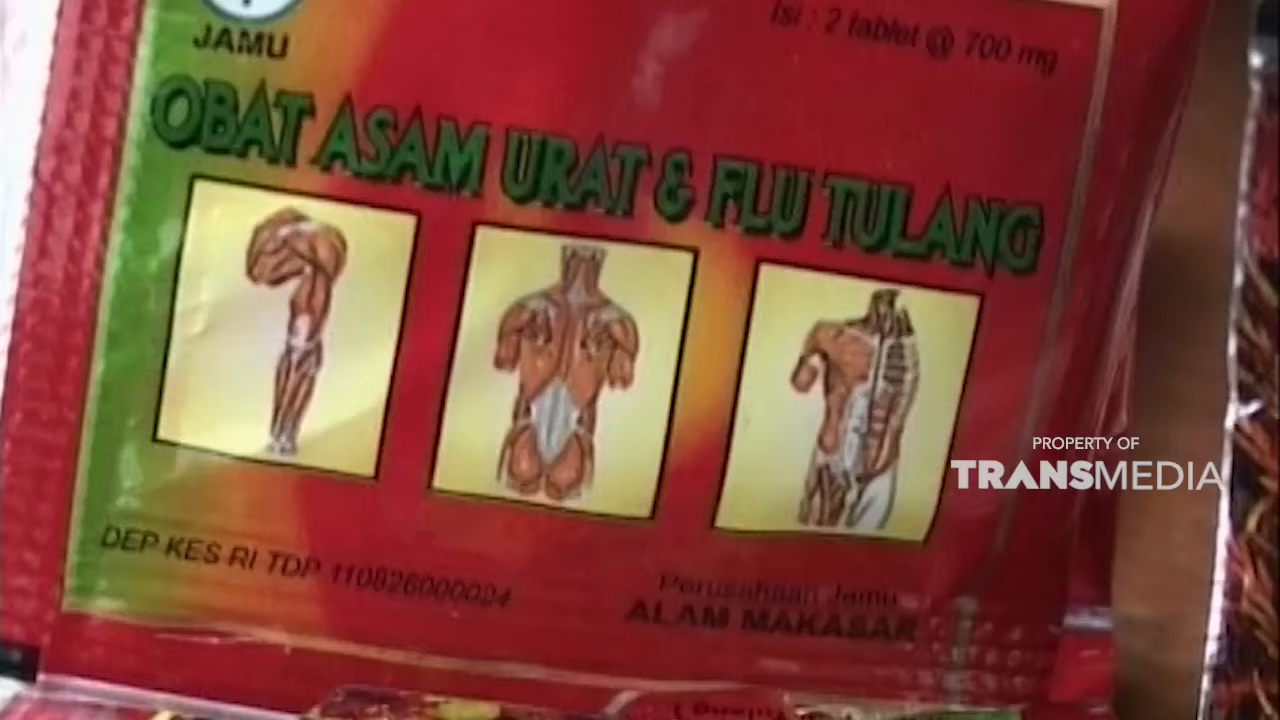 JAMU
Isi : 2 tablet @ 700 mg
OBAT ASAM URAT & FLU TULANG
PROPERTY OF
TRANSMEDIA
DEP KES RI TDP 110826000024
Perusahaan Jamu
ALAM MAKASAR